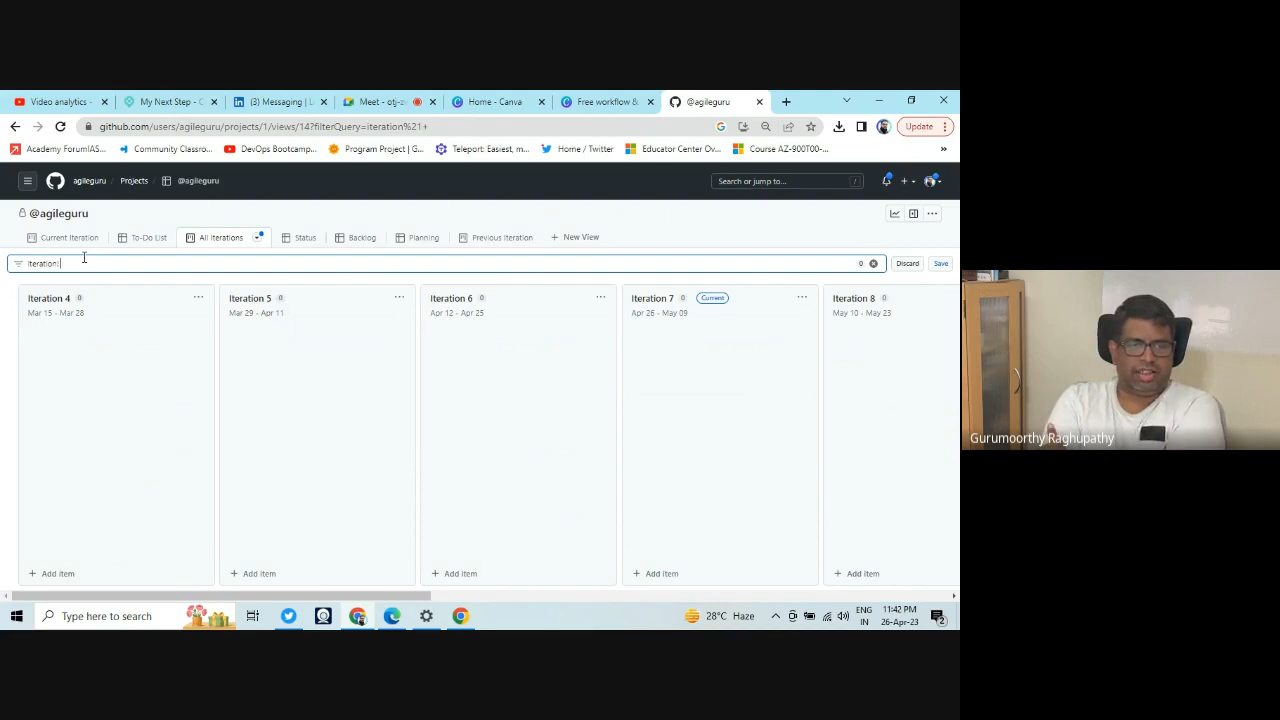 Video analytics -
My Next Step - C
(3) Messaging | L
Meet - otj-z
Home - Canva
Free workflow &
@agileguru
github.com/users/agileguru/projects/1/views/14?filterQuery=iteration%21+
Update
Academy ForumIAS...
Community Classro...
DevOps Bootcamp...
Program Project | G...
Teleport: Easiest, m...
Home / Twitter
Educator Center Ov...
Course AZ-900T00-...
»
agileguru / Projects / @agileguru
Search or jump to...
/
@agileguru
Current Iteration
To-Do List
All Iterations
Status
Backlog
Planning
Previous Iteration
+ New View
iteration!
0
Discard
Save
Iteration 4 0
Mar 15 - Mar 28
Iteration 5 0
Mar 29 - Apr 11
Iteration 6 0
Apr 12 - Apr 25
Iteration 7 0 Current
Apr 26 - May 09
Iteration 8 0
May 10 - May 23
+ Add item
+ Add item
+ Add item
+ Add item
+ Add item
Type here to search
28°C Haze
ENG
IN
11:42 PM
26-Apr-23
2
Gurumoorthy Raghupathy